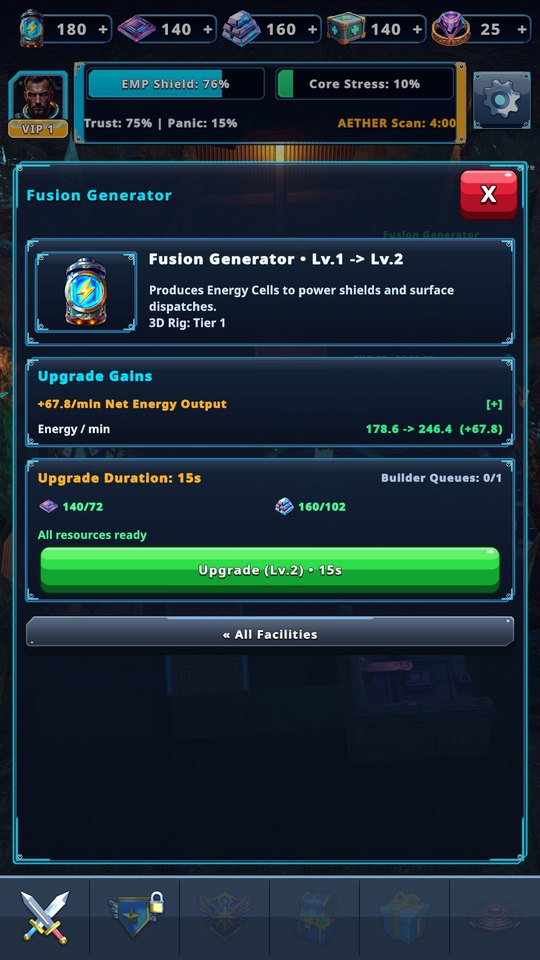 180 + 140 + 160 + 140 + 25 +
EMP Shield: 76% Core Stress: 10%
VIP 1
Trust: 75% | Panic: 15% AETHER Scan: 4:00
Fusion Generator X
Fusion Generator
Fusion Generator • Lv.1 -> Lv.2
Produces Energy Cells to power shields and surface
dispatches.
3D Rig: Tier 1
Upgrade Gains
+67.8/min Net Energy Output [+]
Energy / min 178.6 -> 246.4 (+67.8)
Upgrade Duration: 15s Builder Queues: 0/1
140/72 160/102
All resources ready
Upgrade (Lv.2) • 15s
« All Facilities